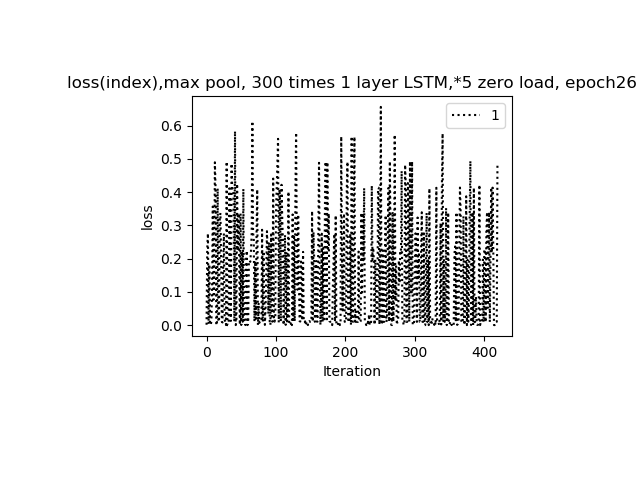 loss(index),max pool, 300 times 1 layer LSTM,*5 zero load, epoch26
1
0.6
0.5
0.4
0.3
0.2
0.1
0.0
loss
0 100 200 300 400
Iteration